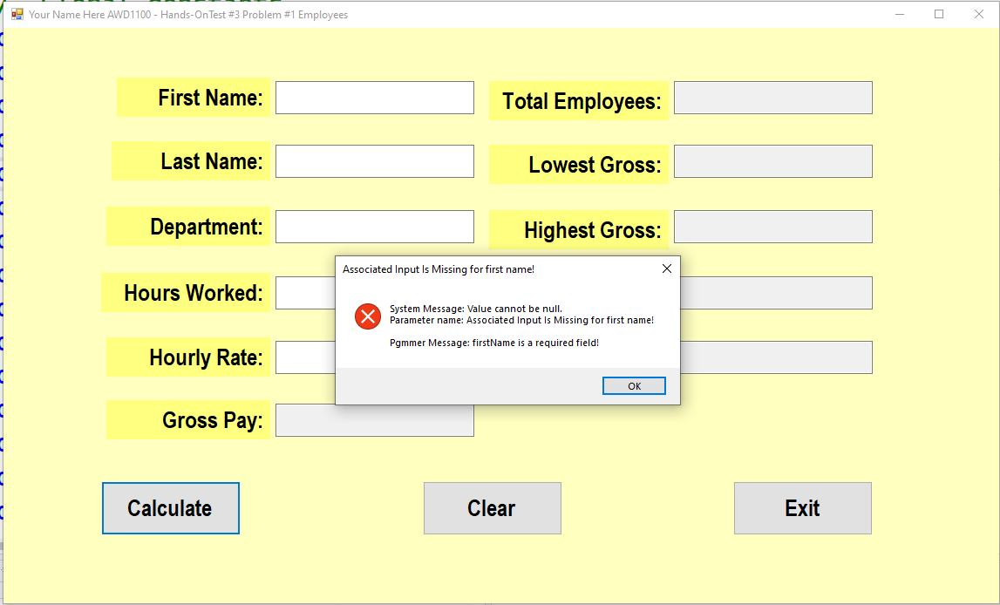 Your Name Here AWD1100 - Hands-OnTest #3 Problem #1 Employees
First Name:
Total Employees:
Last Name:
Lowest Gross:
Department:
Highest Gross:
Associated Input Is Missing for first name!
Hours Worked:
System Message: Value cannot be null.
Parameter name: Associated Input Is Missing for first name!
Pgmmer Message: firstName is a required field!
Hourly Rate:
OK
Gross Pay:
Calculate
Clear
Exit